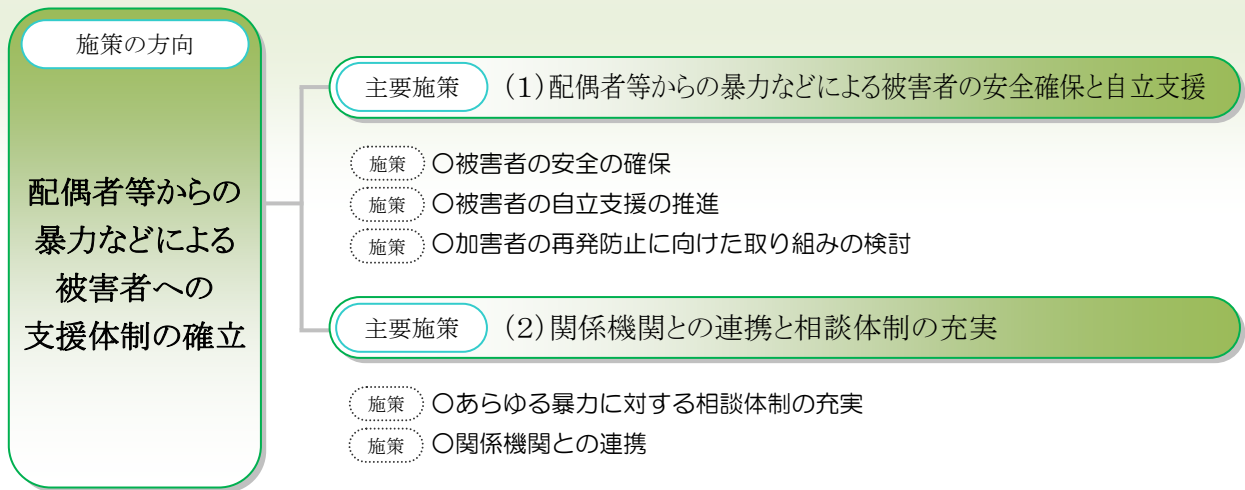 施策の方向
配偶者等からの
暴力などによる
被害者への
支援体制の確立
主要施策 (1)配偶者等からの暴力などによる被害者の安全確保と自立支援
施策 ○被害者の安全の確保
施策 ○被害者の自立支援の推進
施策 ○加害者の再発防止に向けた取り組みの検討
主要施策 (2)関係機関との連携と相談体制の充実
施策 ○あらゆる暴力に対する相談体制の充実
施策 ○関係機関との連携